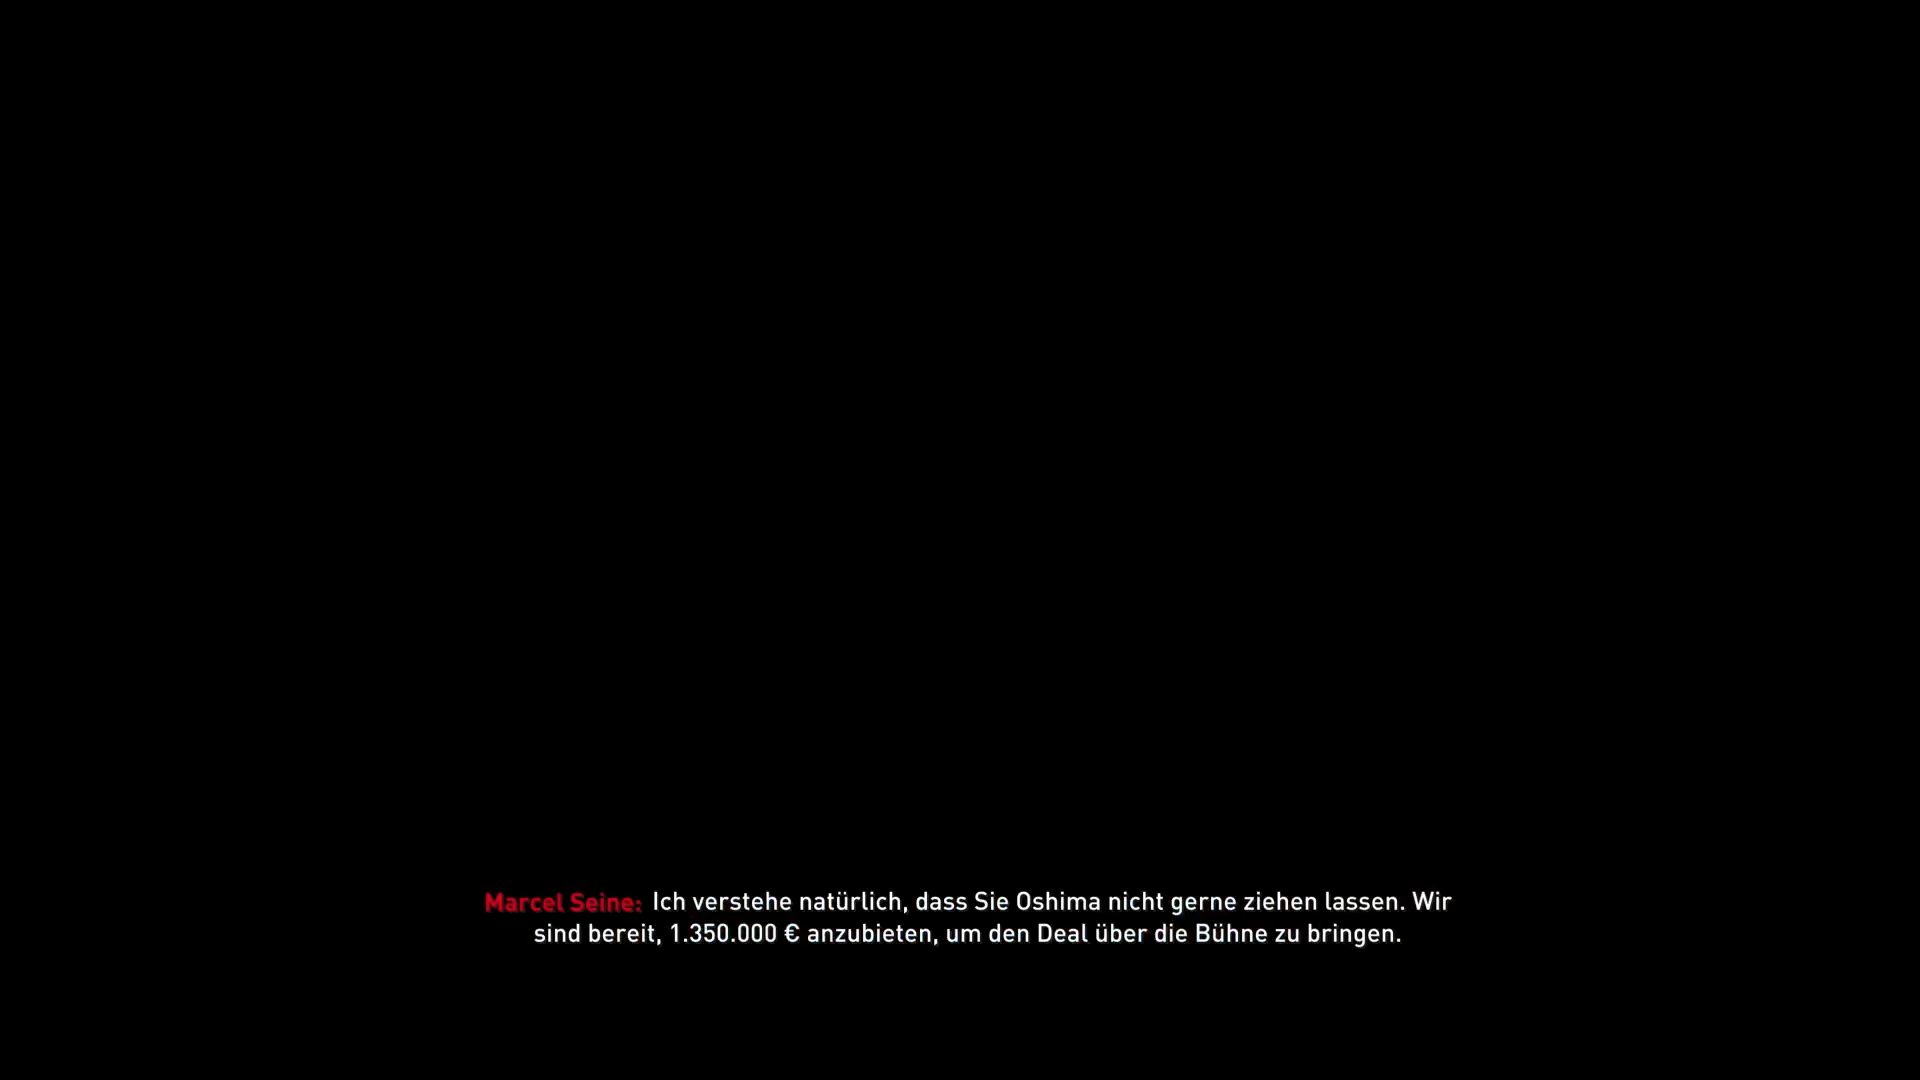 Marcel Seine: Ich verstehe natürlich, dass Sie Oshima nicht gerne ziehen lassen. Wir
sind bereit, 1.350.000 € anzubieten, um den Deal über die Bühne zu bringen.